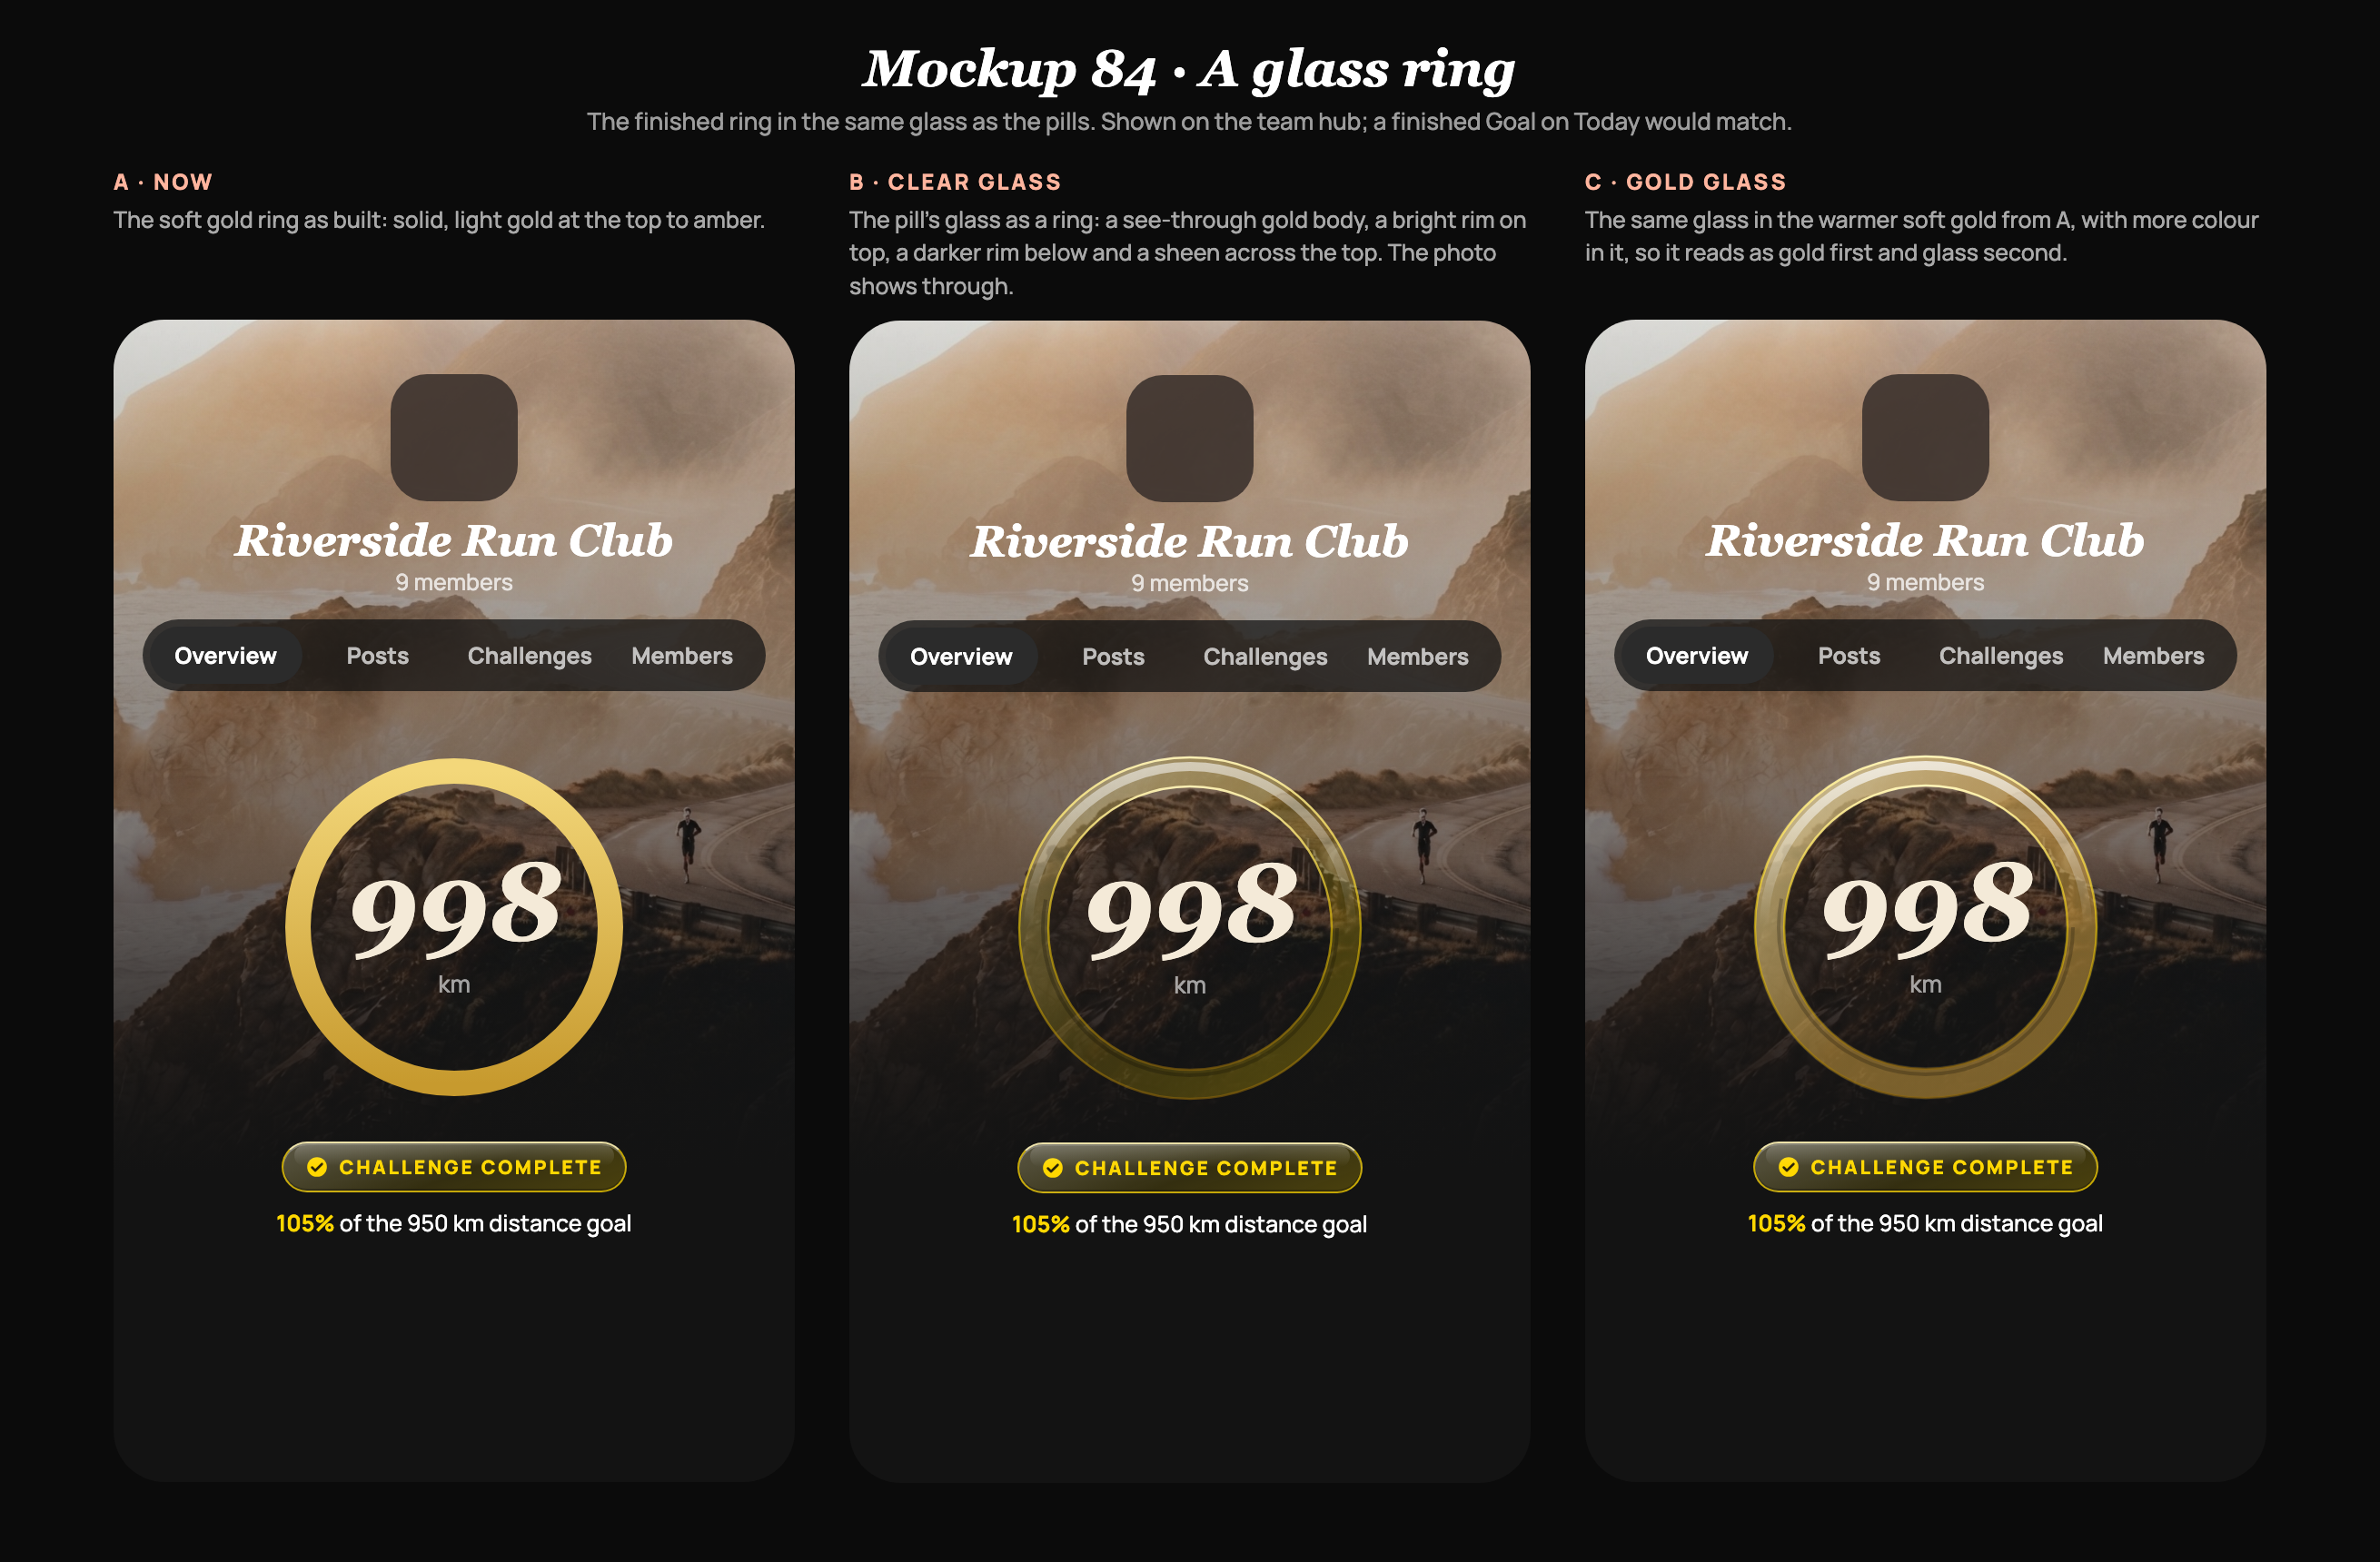 Mockup 84 · A glass ring
The finished ring in the same glass as the pills. Shown on the team hub; a finished Goal on Today would match.
A · NOW
The soft gold ring as built: solid, light gold at the top to amber.
B · CLEAR GLASS
The pill’s glass as a ring: a see-through gold body, a bright rim on
top, a darker rim below and a sheen across the top. The photo
shows through.
C · GOLD GLASS
The same glass in the warmer soft gold from A, with more colour
in it, so it reads as gold first and glass second.
Riverside Run Club
9 members
Overview Posts Challenges Members
998
km
CHALLENGE COMPLETE
105% of the 950 km distance goal
Riverside Run Club
9 members
Overview Posts Challenges Members
998
km
CHALLENGE COMPLETE
105% of the 950 km distance goal
Riverside Run Club
9 members
Overview Posts Challenges Members
998
km
CHALLENGE COMPLETE
105% of the 950 km distance goal